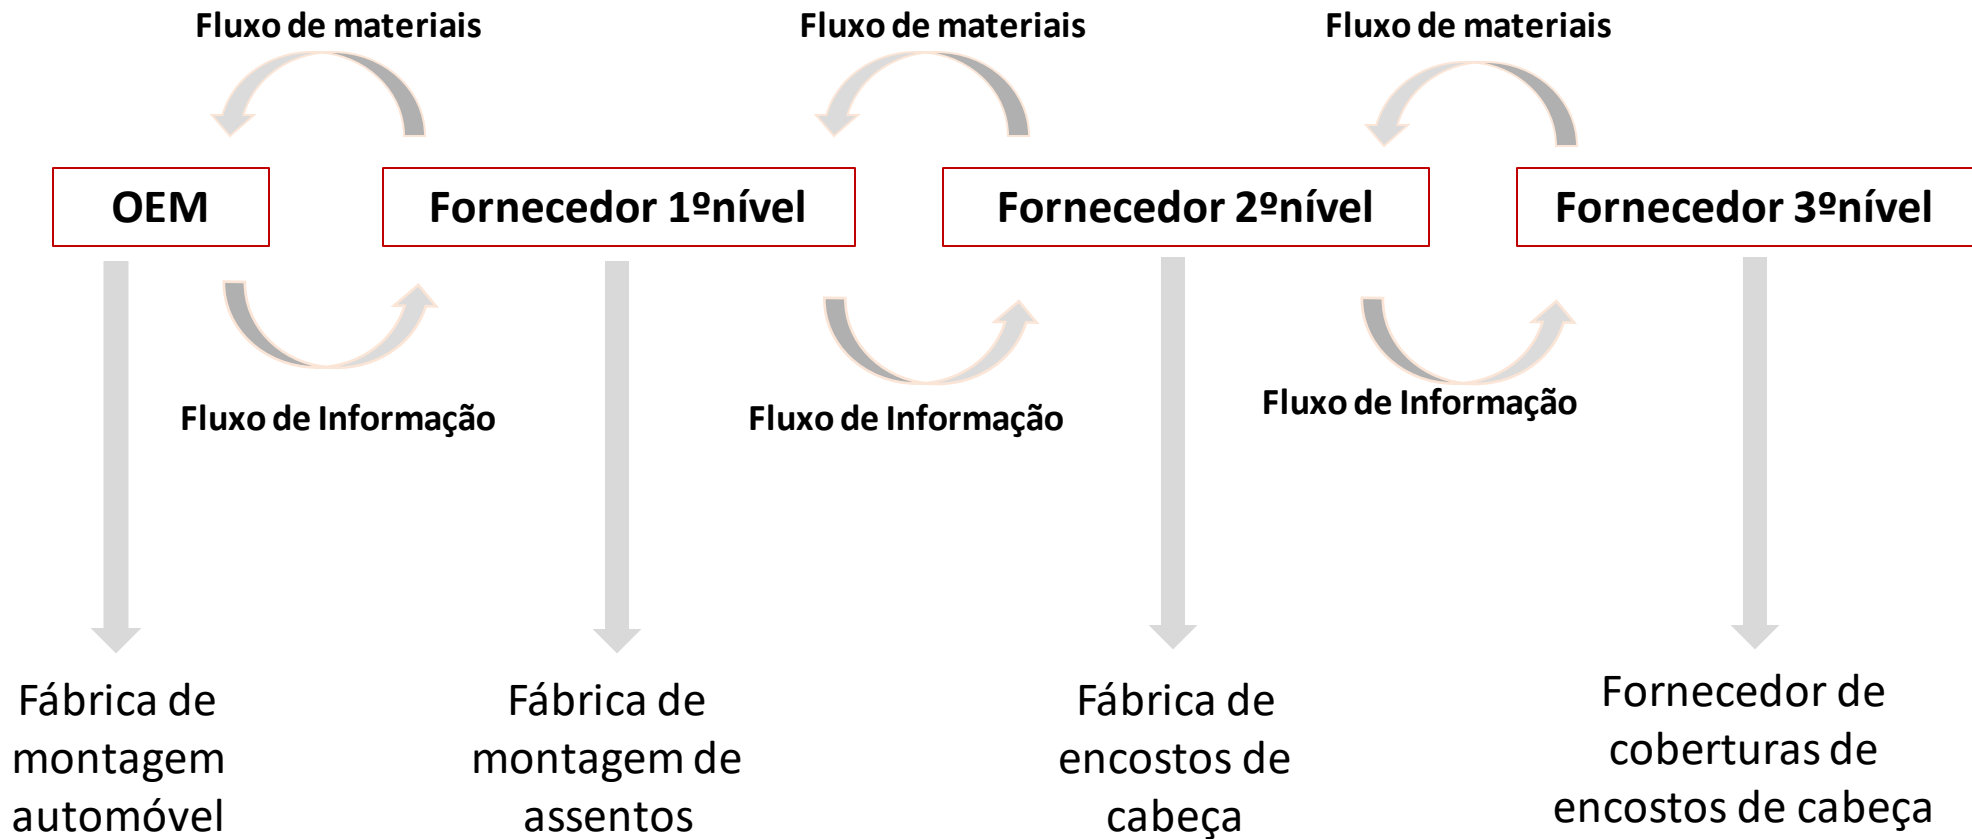 Fluxo de materiais
Fluxo de materiais
Fluxo de materiais
OEM
Fornecedor 1ºnível
Fornecedor 2ºnível
Fornecedor 3ºnível
Fluxo de Informação
Fluxo de Informação
Fluxo de Informação
Fábrica de
montagem
automóvel
Fábrica de
montagem de
assentos
Fábrica de
encostos de
cabeça
Fornecedor de
coberturas de
encostos de cabeça